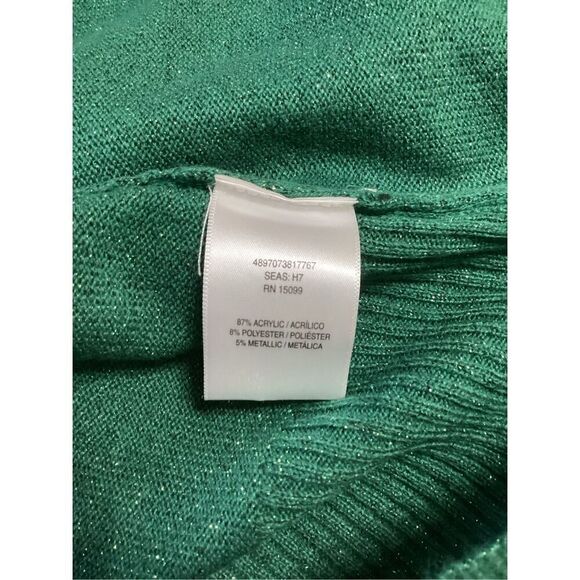 4897073817767
SEAS: H7
RN 15099
87% ACRYLIC / ACRÍLICO
8% POLYESTER / POLIÉSTER
5% METALLIC / METÁLICA